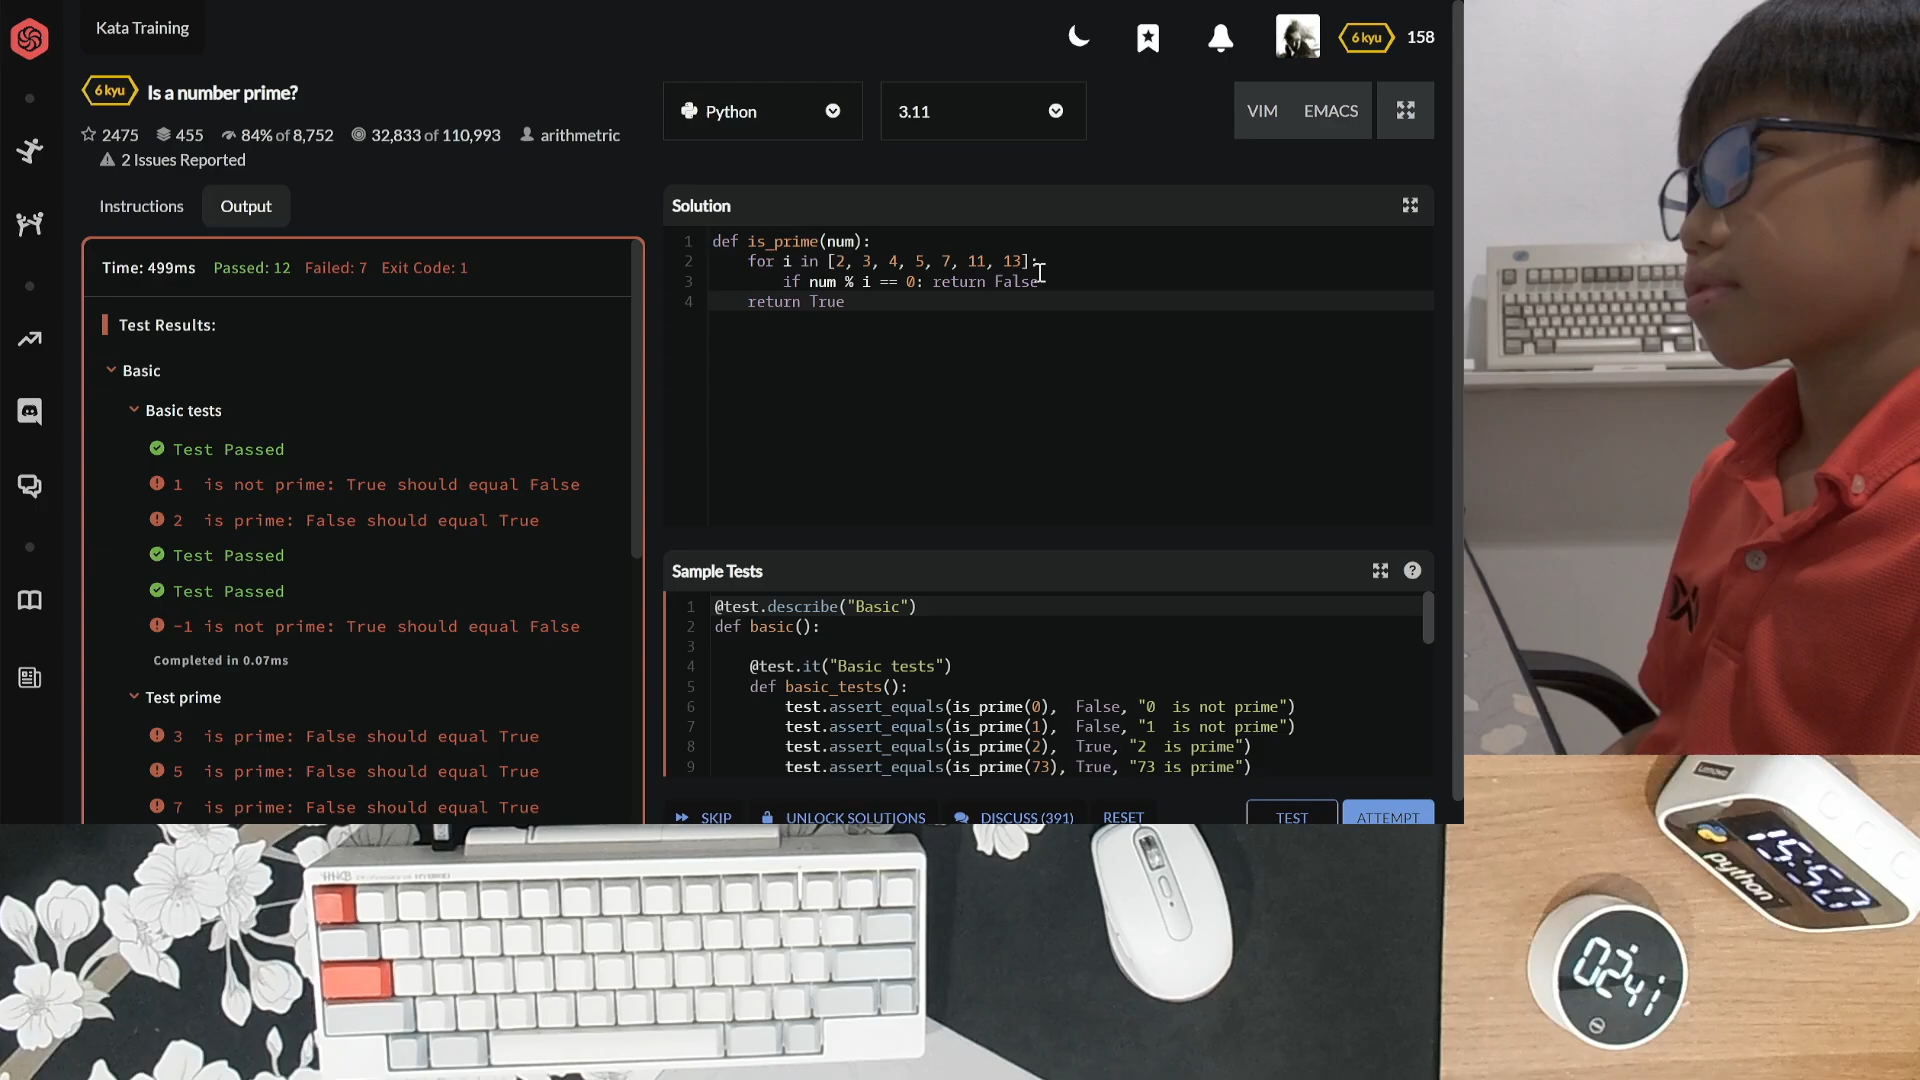 Kata Training
6 kyu
158
6 kyu
Is a number prime?
2475
455
84% of 8,752
32,833 of 110,993
arithmetric
2 Issues Reported
Python
3.11
VIM
EMACS
Instructions
Output
Time: 499ms
Passed: 12
Failed: 7
Exit Code: 1
Test Results:
Basic
Basic tests
Test Passed
1 is not prime: True should equal False
2 is prime: False should equal True
Test Passed
Test Passed
-1 is not prime: True should equal False
Completed in 0.07ms
Test prime
3 is prime: False should equal True
5 is prime: False should equal True
7 is prime: False should equal True
Solution
1 def is_prime(num):
2 for i in [2, 3, 4, 5, 7, 11, 13]:
3 if num % i == 0: return False
4 return True
Sample Tests
?
1 @test.describe("Basic")
2 def basic():
3
4 @test.it("Basic tests")
5 def basic_tests():
6 test.assert_equals(is_prime(0), False, "0 is not prime")
7 test.assert_equals(is_prime(1), False, "1 is not prime")
8 test.assert_equals(is_prime(2), True, "2 is prime")
9 test.assert_equals(is_prime(73), True, "73 is prime")
SKIP
UNLOCK SOLUTIONS
DISCUSS (391)
RESET
TEST
ATTEMPT
HHKB
Lenovo
python
15:50
02:41